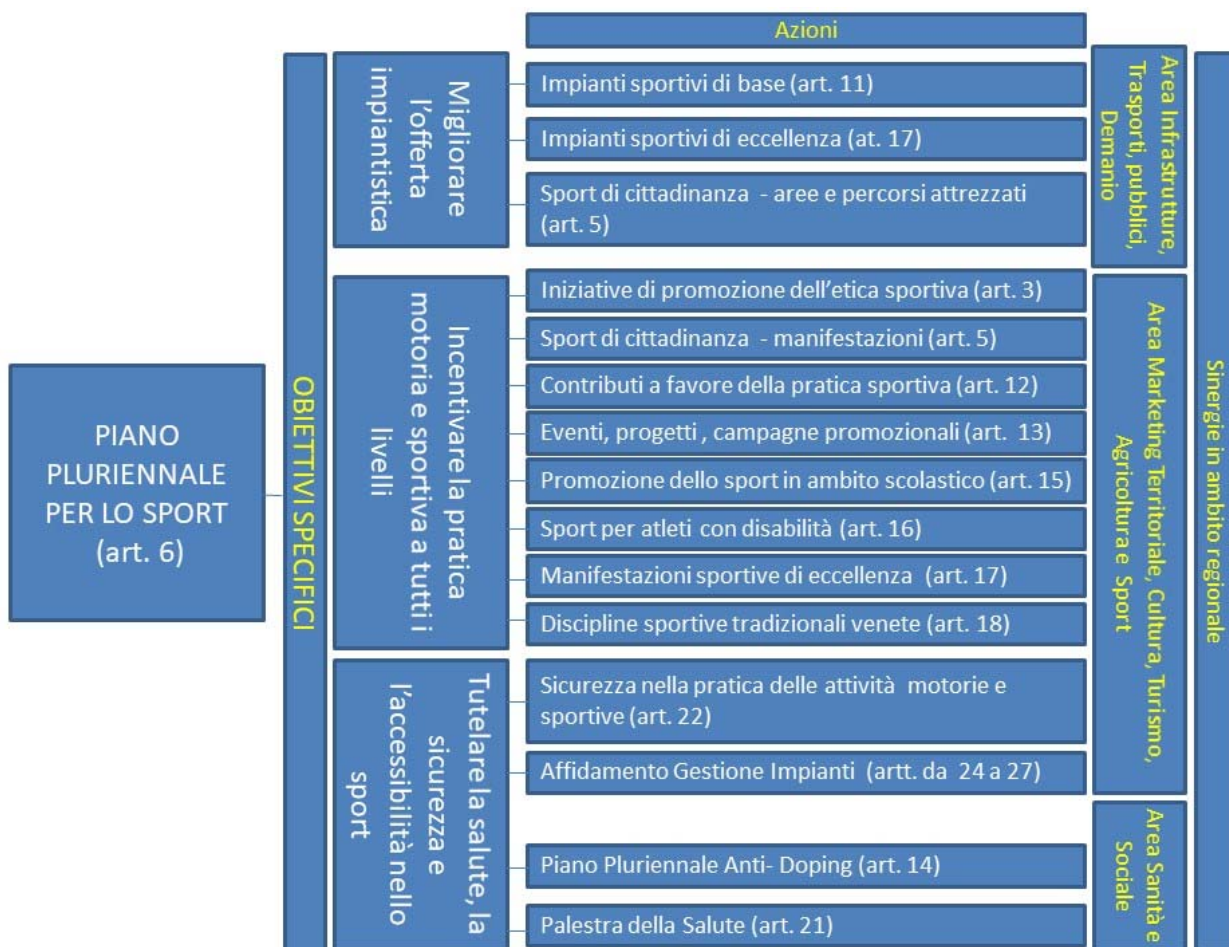 PIANO
PLURIENNALE
PER LO SPORT
(art. 6)
OBIETTIVI SPECIFICI
Migliorare
l'offerta
impiantistica
Incentivare la pratica
motoria e sportiva a tutti i
livelli
Tutelare la salute, la
sicurezza e
l'accessibilità nello
sport
Azioni
Impianti sportivi di base (art. 11)
Impianti sportivi di eccellenza (at. 17)
Sport di cittadinanza - aree e percorsi attrezzati
(art. 5)
Iniziative di promozione dell'etica sportiva (art. 3)
Sport di cittadinanza - manifestazioni (art. 5)
Contributi a favore della pratica sportiva (art. 12)
Eventi, progetti , campagne promozionali (art. 13)
Promozione dello sport in ambito scolastico (art. 15)
Sport per atleti con disabilità (art. 16)
Manifestazioni sportive di eccellenza (art. 17)
Discipline sportive tradizionali venete (art. 18)
Sicurezza nella pratica delle attività motorie e
sportive (art. 22)
Affidamento Gestione Impianti (artt. da 24 a 27)
Piano Pluriennale Anti- Doping (art. 14)
Palestra della Salute (art. 21)
Area Infrastrutture,
Trasporti, pubblici,
Demanio
Area Marketing Territoriale, Cultura, Turismo,
Agricoltura e Sport
Area Sanità e
Sociale
Sinergie in ambito regionale